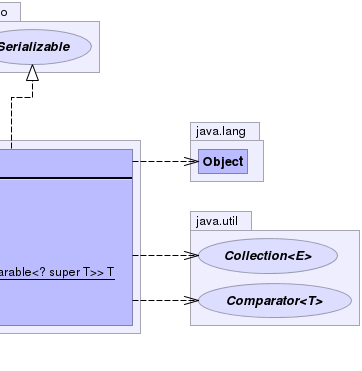 o
Serializable
java.lang
Object
java.util
Collection<E>
arable<? super T>> T
Comparator<T>